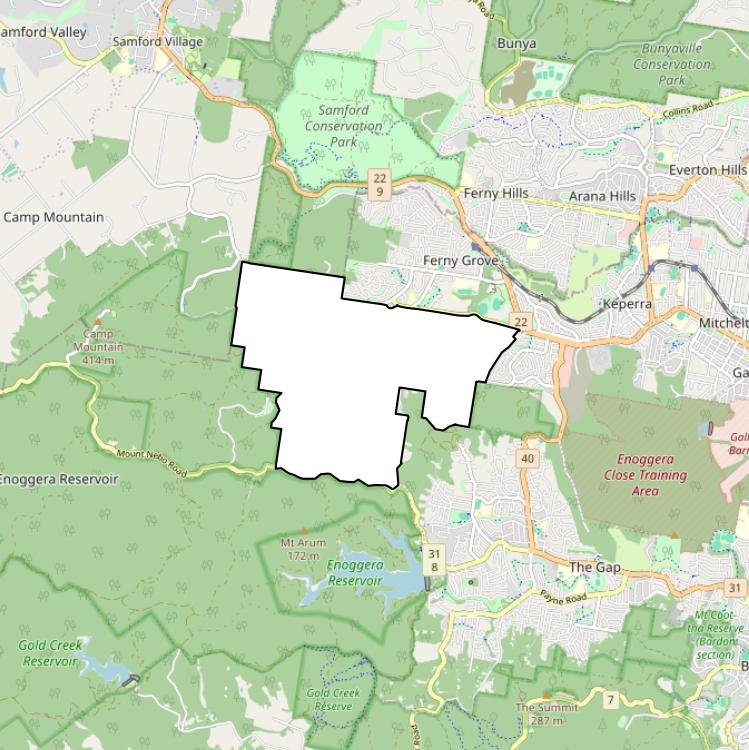 amford Valley
Samford Village
Bunya
Road
Bunyaville
Conservation
Park
Collins Road
Samford
Conservation
Park
22
9
Everton Hills
Ferny Hills
Arana Hills
Camp Mountain
Ferny Grove
Keperra
22
Mitchelt
Camp
Mountain
414 m
Ga
Mount Nebo Road
Enoggera Reservoir
40
Enoggera
Close Training
Area
Gall
Barr
Mt Arum
172 m
Enoggera
Reservoir
31
8
The Gap
Payne Road
31
Mt Coot-
tha Reserve
(Bardon
section)
Gold Creek
Reservoir
B
Gold Creek
Reserve
The Summit
287 m
7
Road